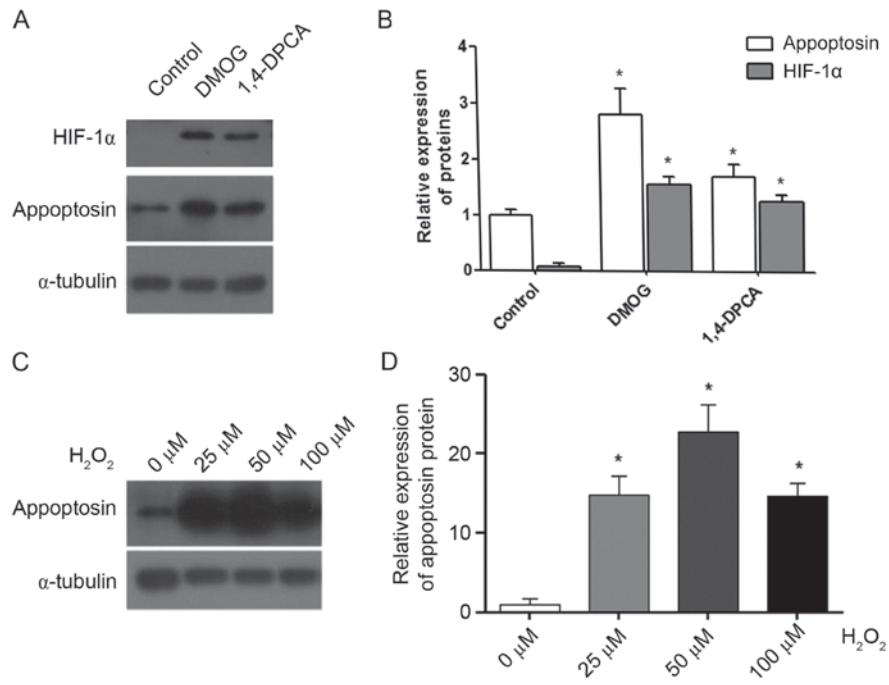 A
Control
DMOG
1,4-DPCA
HIF-1α
Appoptosin
α-tubulin
B
Appoptosin
HIF-1α
Relative expression
of proteins
4
3
2
1
0
*
*
*
*
Control
DMOG
1,4-DPCA
C
H₂O₂
0 µM
25 µM
50 µM
100 µM
Appoptosin
α-tubulin
D
Relative expression
of appoptosin protein
30
20
10
0
*
*
*
0 µM
25 µM
50 µM
100 µM
H₂O₂